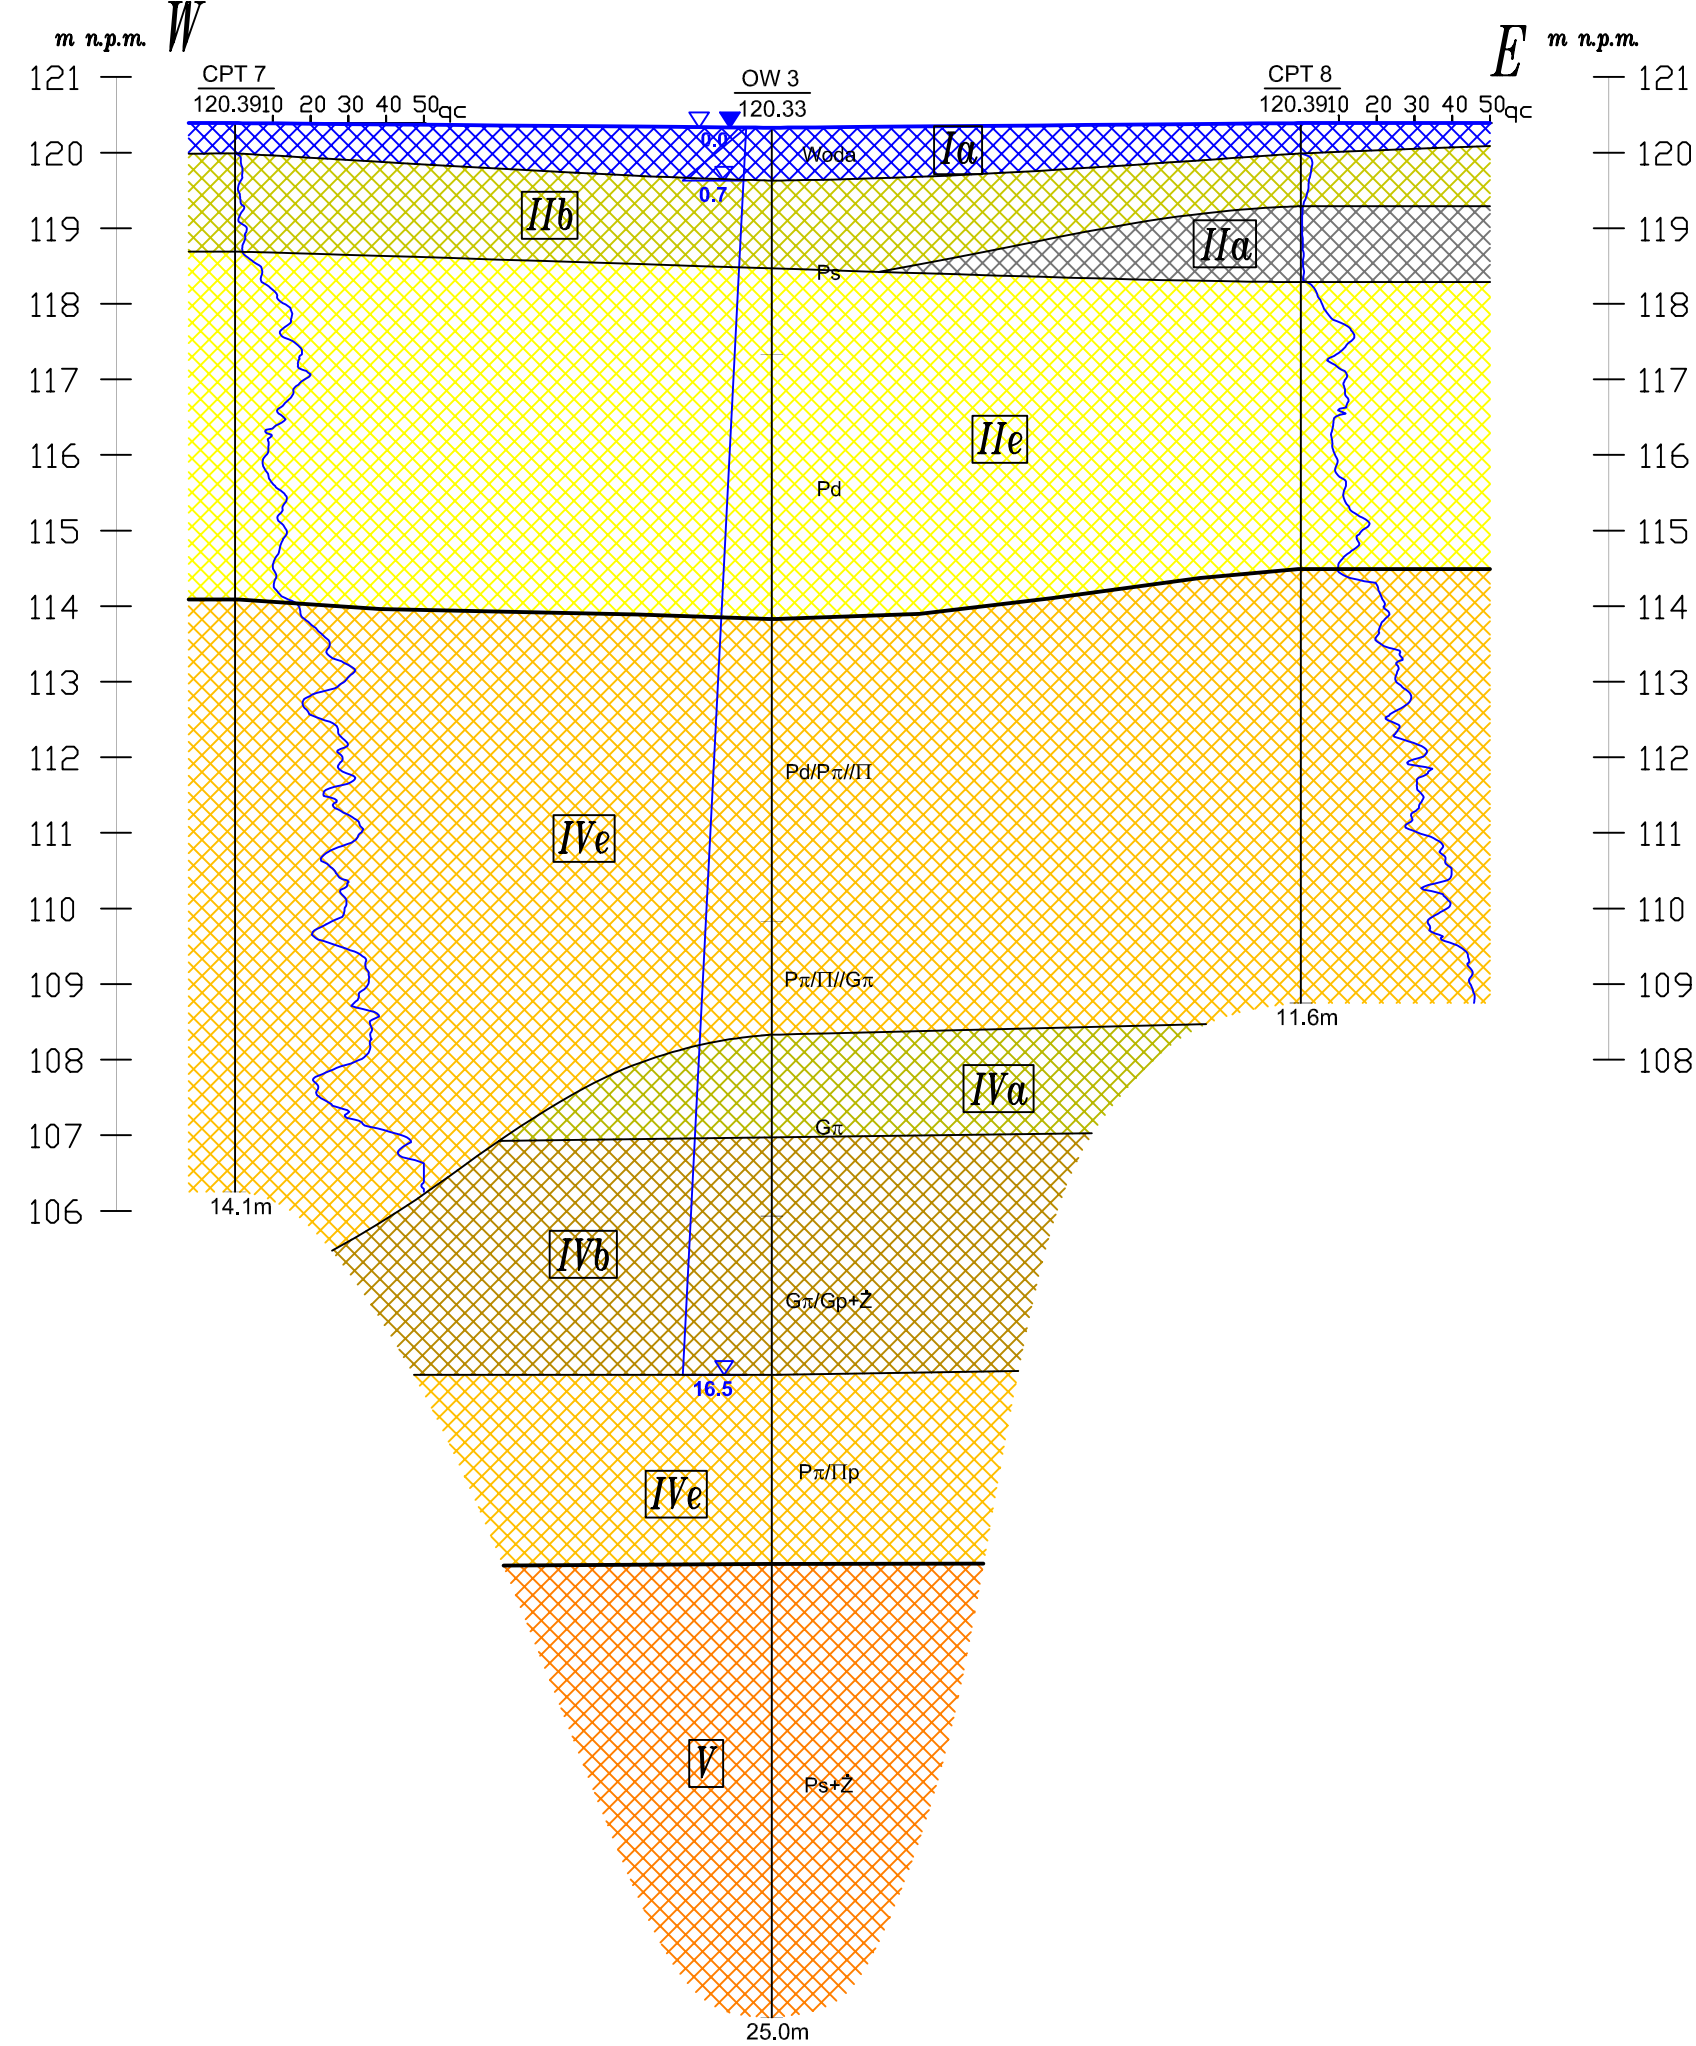 W
E
m n.p.m.
m n.p.m.
CPT 7
120.39
10 20 30 40 50 qc
OW 3
120.33
CPT 8
120.39
10 20 30 40 50 qc
121
120
119
118
117
116
115
114
113
112
111
110
109
108
107
106
121
120
119
118
117
116
115
114
113
112
111
110
109
108
0.0
Woda
Ia
0.7
IIb
IIa
Ps
IIe
Pd
Pd/Pπ//Π
IVe
Pπ/Π//Gπ
11.6m
IVa
Gπ
14.1m
IVb
Gπ/Gp+Ż
16.5
Pπ/Πp
IVe
V
Ps+Ż
25.0m